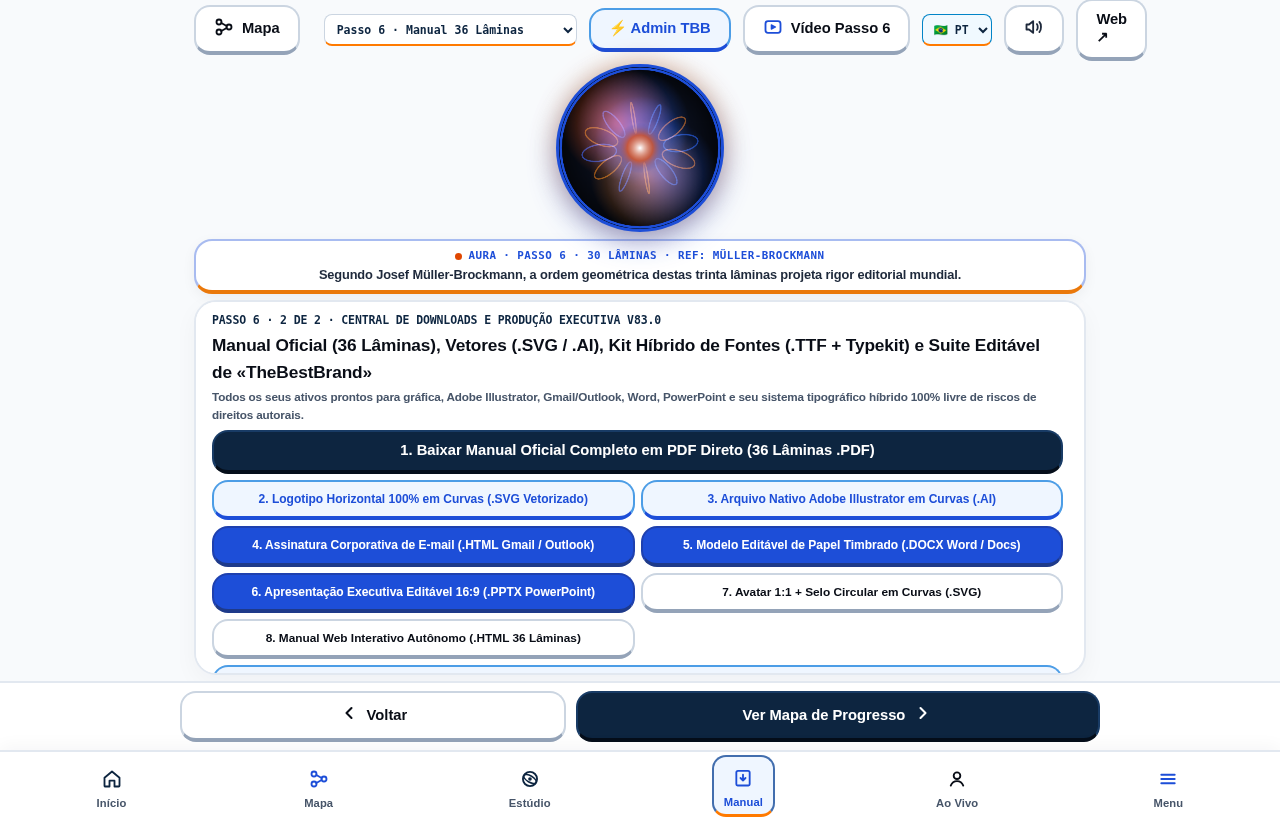 Mapa
Passo 6 · Manual 36 Lâminas
⚡ Admin TBB
Vídeo Passo 6
🇧🇷 PT
Web
↗
AURA · PASSO 6 · 30 LÂMINAS · REF: MÜLLER-BROCKMANN
Segundo Josef Müller-Brockmann, a ordem geométrica destas trinta lâminas projeta rigor editorial mundial.
PASSO 6 · 2 DE 2 · CENTRAL DE DOWNLOADS E PRODUÇÃO EXECUTIVA V83.0
Manual Oficial (36 Lâminas), Vetores (.SVG / .AI), Kit Híbrido de Fontes (.TTF + Typekit) e Suite Editável
de «TheBestBrand»
Todos os seus ativos prontos para gráfica, Adobe Illustrator, Gmail/Outlook, Word, PowerPoint e seu sistema tipográfico híbrido 100% livre de riscos de
direitos autorais.
1. Baixar Manual Oficial Completo em PDF Direto (36 Lâminas .PDF)
2. Logotipo Horizontal 100% em Curvas (.SVG Vetorizado)
3. Arquivo Nativo Adobe Illustrator em Curvas (.AI)
4. Assinatura Corporativa de E-mail (.HTML Gmail / Outlook)
5. Modelo Editável de Papel Timbrado (.DOCX Word / Docs)
6. Apresentação Executiva Editável 16:9 (.PPTX PowerPoint)
7. Avatar 1:1 + Selo Circular em Curvas (.SVG)
8. Manual Web Interativo Autônomo (.HTML 36 Lâminas)
Voltar
Ver Mapa de Progresso
Início
Mapa
Estúdio
Manual
Ao Vivo
Menu